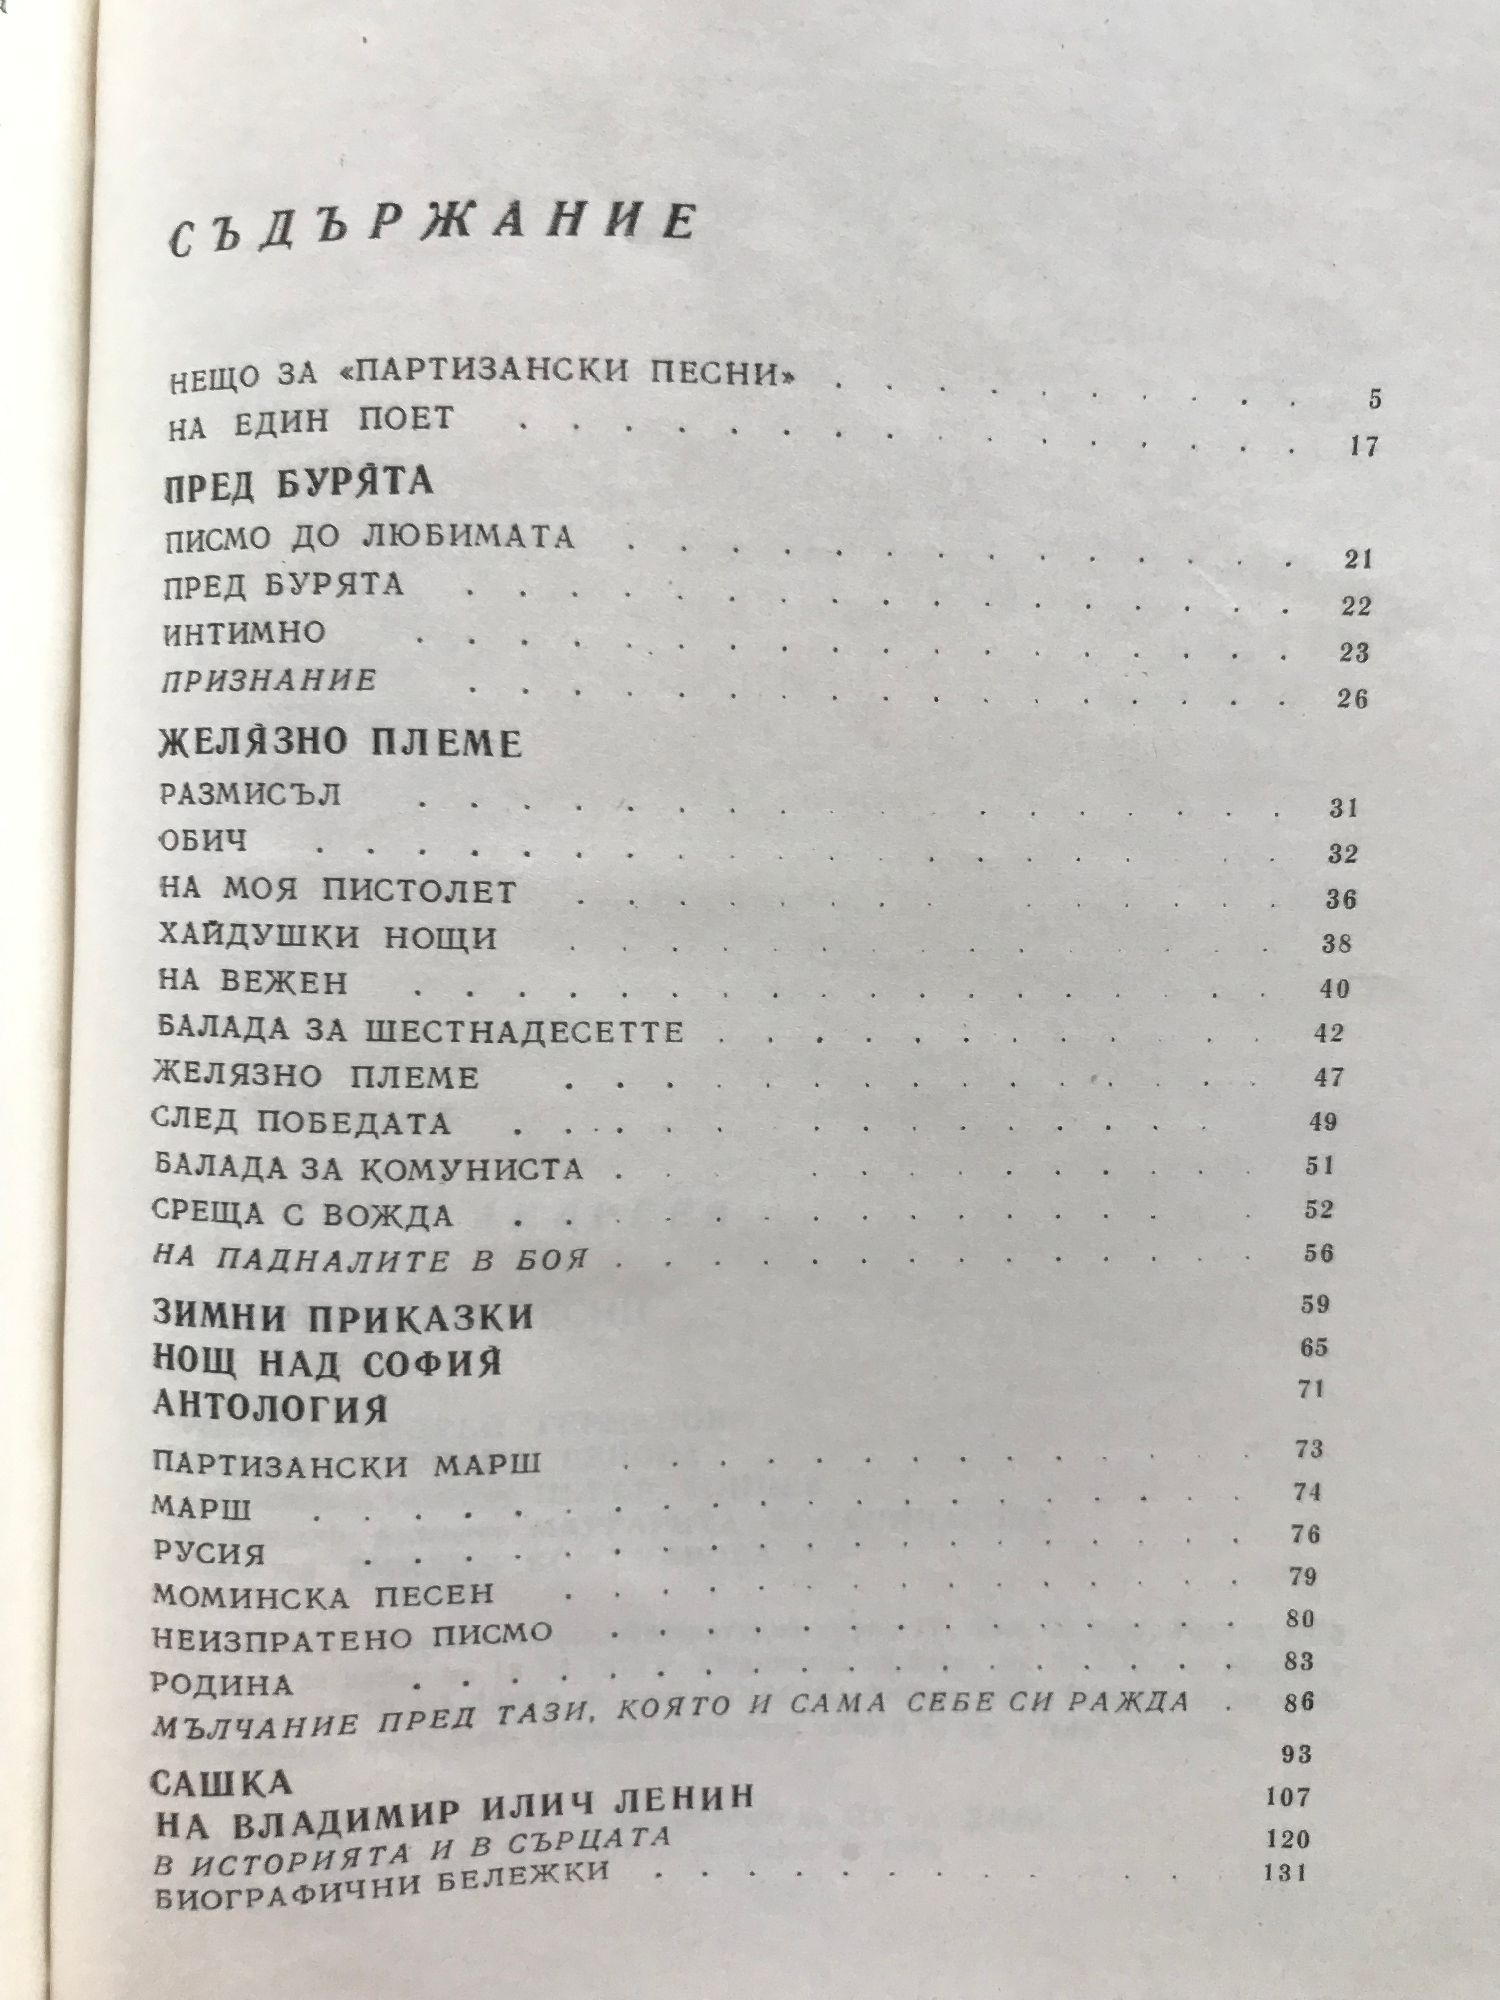 СЪДЪРЖАНИЕ
НЕЩО ЗА «ПАРТИЗАНСКИ ПЕСНИ» . . . . . . . . . . 5
НА ЕДИН ПОЕТ . . . . . . . . . . . . . . . . 17
ПРЕД БУРЯТА
ПИСМО ДО ЛЮБИМАТА . . . . . . . . . . . . . . 21
ПРЕД БУРЯТА . . . . . . . . . . . . . . . . . 22
ИНТИМНО . . . . . . . . . . . . . . . . . . 23
ПРИЗНАНИЕ . . . . . . . . . . . . . . . . . 26
ЖЕЛЯЗНО ПЛЕМЕ
РАЗМИСЪЛ . . . . . . . . . . . . . . . . . 31
ОБИЧ . . . . . . . . . . . . . . . . . . . 32
НА МОЯ ПИСТОЛЕТ . . . . . . . . . . . . . . 36
ХАЙДУШКИ НОЩИ . . . . . . . . . . . . . . 38
НА ВЕЖЕН . . . . . . . . . . . . . . . . . 40
БАЛАДА ЗА ШЕСТНАДЕСЕТТЕ . . . . . . . . . . . 42
ЖЕЛЯЗНО ПЛЕМЕ . . . . . . . . . . . . . . 47
СЛЕД ПОБЕДАТА . . . . . . . . . . . . . . 49
БАЛАДА ЗА КОМУНИСТА . . . . . . . . . . . . 51
СРЕЩА С ВОЖДА . . . . . . . . . . . . . . 52
НА ПАДНАЛИТЕ В БОЯ . . . . . . . . . . . . . 56
ЗИМНИ ПРИКАЗКИ 59
НОЩ НАД СОФИЯ 65
АНТОЛОГИЯ 71
ПАРТИЗАНСКИ МАРШ . . . . . . . . . . . . . 73
МАРШ . . . . . . . . . . . . . . . . . . . 74
РУСИЯ . . . . . . . . . . . . . . . . . . 76
МОМИНСКА ПЕСЕН . . . . . . . . . . . . . . 79
НЕИЗПРАТЕНО ПИСМО . . . . . . . . . . . . . 80
РОДИНА . . . . . . . . . . . . . . . . . 83
МЪЛЧАНИЕ ПРЕД ТАЗИ, КОЯТО И САМА СЕБЕ СИ РАЖДА . 86
САШКА 93
НА ВЛАДИМИР ИЛИЧ ЛЕНИН 107
В ИСТОРИЯТА И В СЪРЦАТА 120
БИОГРАФИЧНИ БЕЛЕЖКИ . . . . . . . . . . . . 131